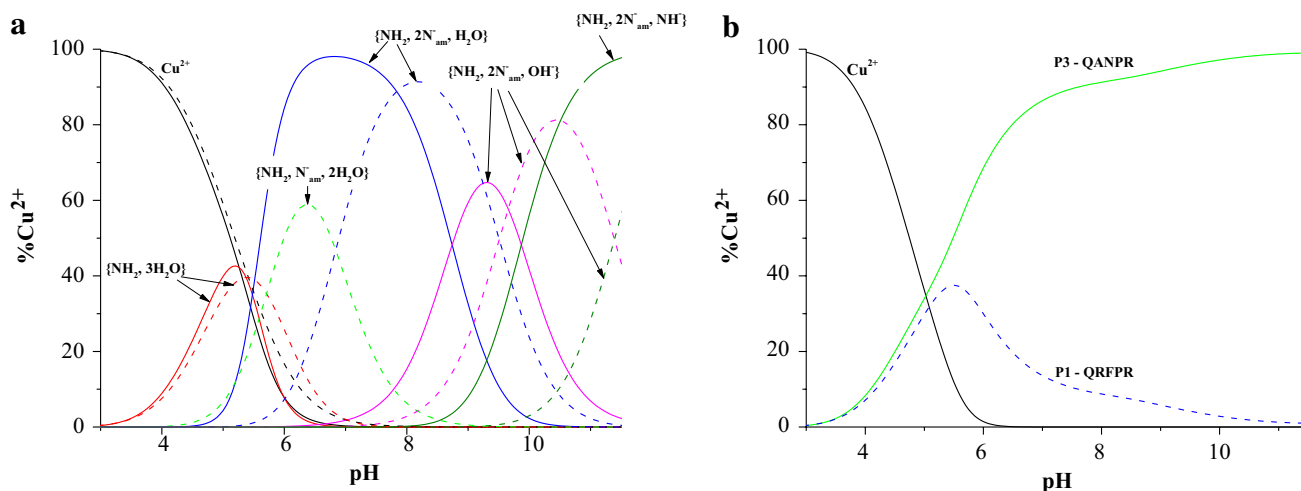 a
%Cu²⁺
100
80
60
40
20
0
4
6
8
10
pH
Cu²⁺
{NH₂, 3H₂O}
{NH₂, N⁻ₐₘ, 2H₂O}
{NH₂, 2N⁻ₐₘ, H₂O}
{NH₂, 2N⁻ₐₘ, OH⁻}
{NH₂, 2N⁻ₐₘ, NH⁻}
b
%Cu²⁺
100
80
60
40
20
0
4
6
8
10
pH
Cu²⁺
P3 - QANPR
P1 - QRFPR